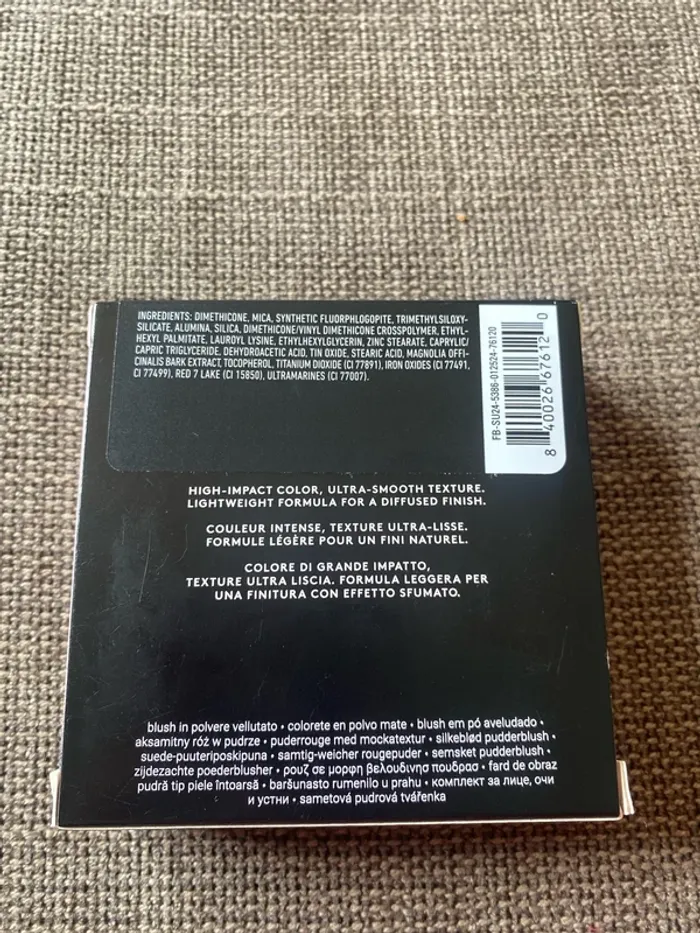 INGREDIENTS: DIMETHICONE, MICA, SYNTHETIC FLUORPHLOGOPITE, TRIMETHYLSILOXY-
SILICATE, ALUMINA, SILICA, DIMETHICONE/VINYL DIMETHICONE CROSSPOLYMER, ETHYL-
HEXYL PALMITATE, LAUROYL LYSINE, ETHYLHEXYLGLYCERIN, ZINC STEARATE, CAPRYLIC/
CAPRIC TRIGLYCERIDE, DEHYDROACETIC ACID, TIN OXIDE, STEARIC ACID, MAGNOLIA OFFI-
CINALIS BARK EXTRACT, TOCOPHEROL, TITANIUM DIOXIDE (CI 77891), IRON OXIDES (CI 77491,
CI 77499), RED 7 LAKE (CI 15850), ULTRAMARINES (CI 77007).
FB-SU24-5386-012524-76120
8 40026 67612 0
HIGH-IMPACT COLOR, ULTRA-SMOOTH TEXTURE.
LIGHTWEIGHT FORMULA FOR A DIFFUSED FINISH.
COULEUR INTENSE, TEXTURE ULTRA-LISSE.
FORMULE LÉGÈRE POUR UN FINI NATUREL.
COLORE DI GRANDE IMPATTO,
TEXTURE ULTRA LISCIA. FORMULA LEGGERA PER
UNA FINITURA CON EFFETTO SFUMATO.
blush in polvere vellutato • colorete en polvo mate • blush em pó aveludado •
aksamitny róż w pudrze • puderrouge med mockatextur • silkeblød pudderblush •
suede-puuteriposkipuna • samtig-weicher rougepuder • semsket pudderblush •
zijdezachte poederblusher • ρουζ σε μορφη βελουδινησ πουδρασ • fard de obraz
pudră tip piele întoarsă • baršunasto rumenilo u prahu • комплект за лице, очи
и устни • sametová pudrová tvářenka